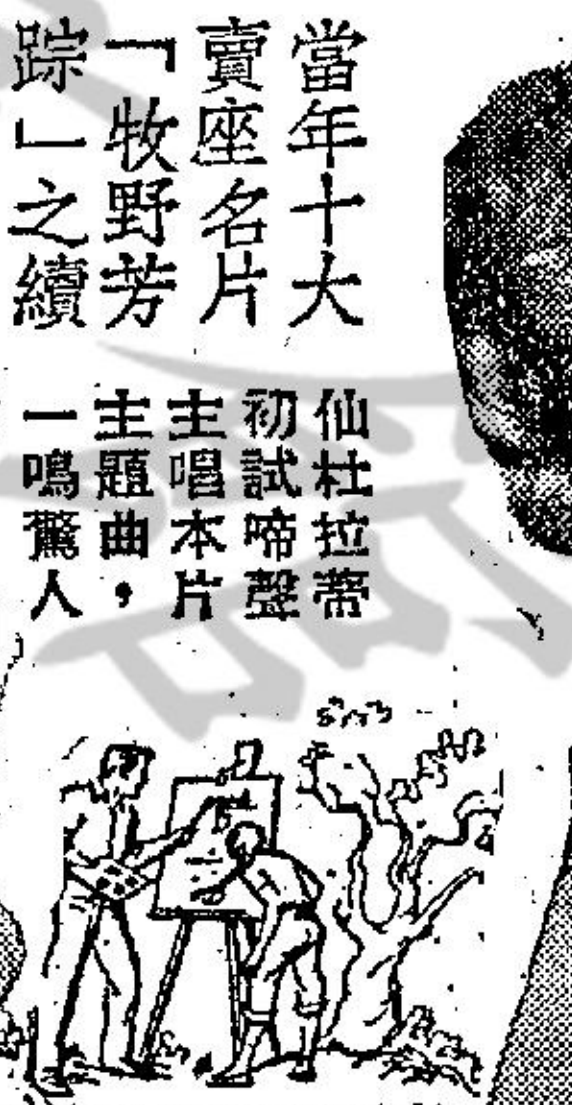 當年十大
賣座名片
「牧野芳
踪」之續
仙杜拉蒂
初試啼聲
主唱本片
主題曲，
一鳴驚人